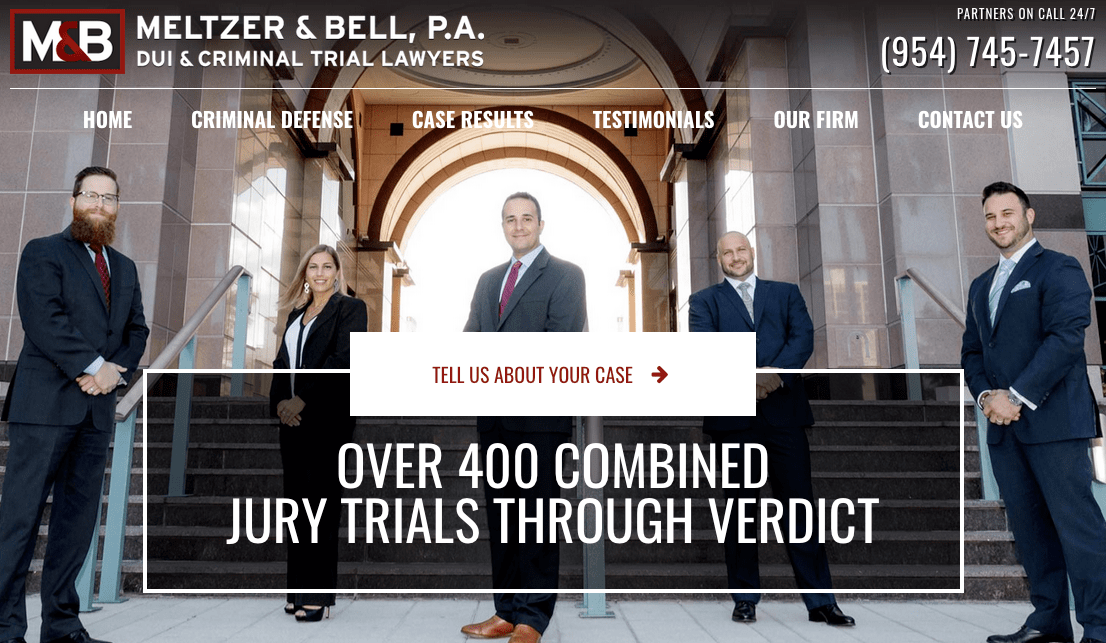 M&B
MELTZER & BELL, P.A.
DUI & CRIMINAL TRIAL LAWYERS
PARTNERS ON CALL 24/7
(954) 745-7457
HOME CRIMINAL DEFENSE CASE RESULTS TESTIMONIALS OUR FIRM CONTACT US
TELL US ABOUT YOUR CASE
OVER 400 COMBINED
JURY TRIALS THROUGH VERDICT